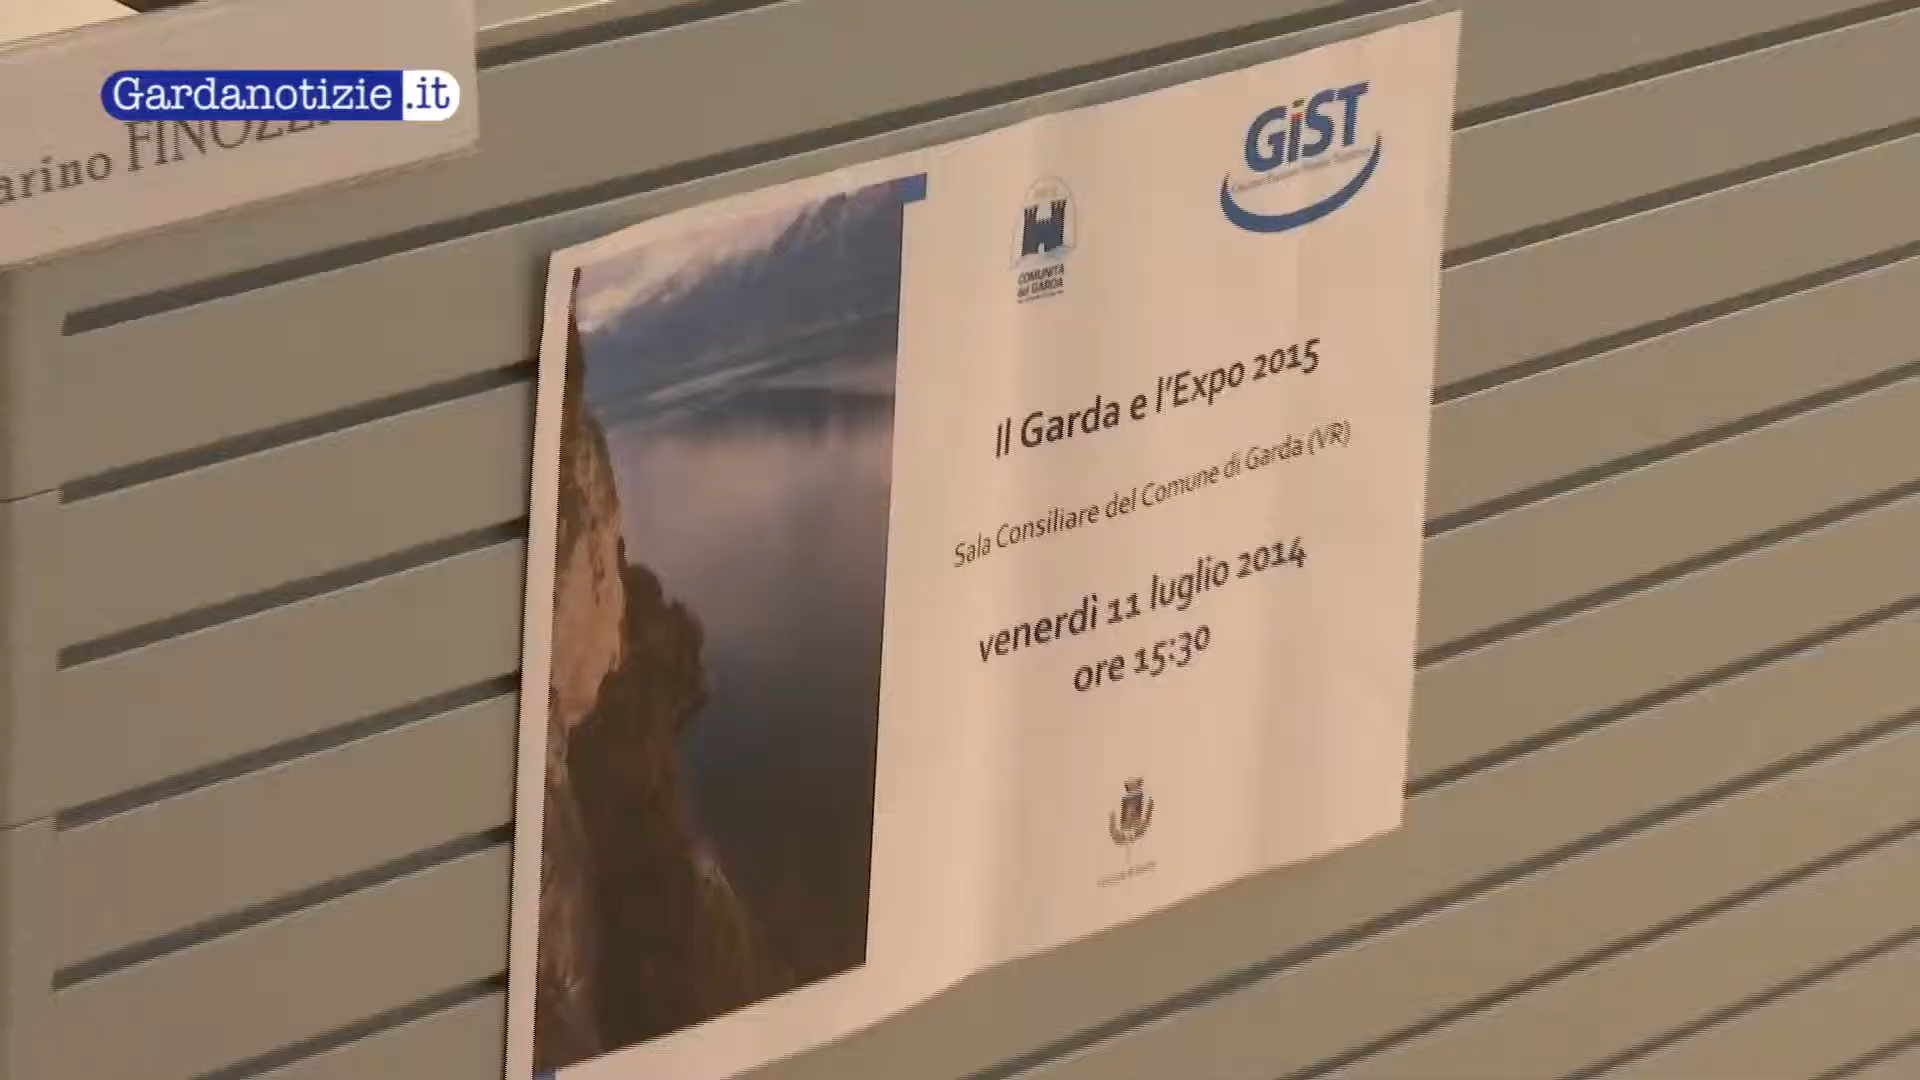 Gardanotizie.it
arino FINOZZI
GiST
COMUNITÀ
del GARDA
Il Garda e l'Expo 2015
Sala Consiliare del Comune di Garda (VR)
venerdì 11 luglio 2014
ore 15:30